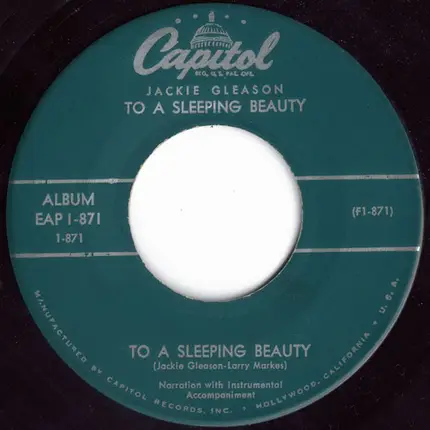 Capitol
REG. U.S. PAT. OFF.
JACKIE GLEASON
TO A SLEEPING BEAUTY
ALBUM
EAP 1-871
1-871
(F1-871)
TO A SLEEPING BEAUTY
(Jackie Gleason-Larry Markes)
Narration with Instrumental
Accompaniment
MANUFACTURED BY CAPITOL RECORDS, INC. • HOLLYWOOD, CALIFORNIA • U.S.A.